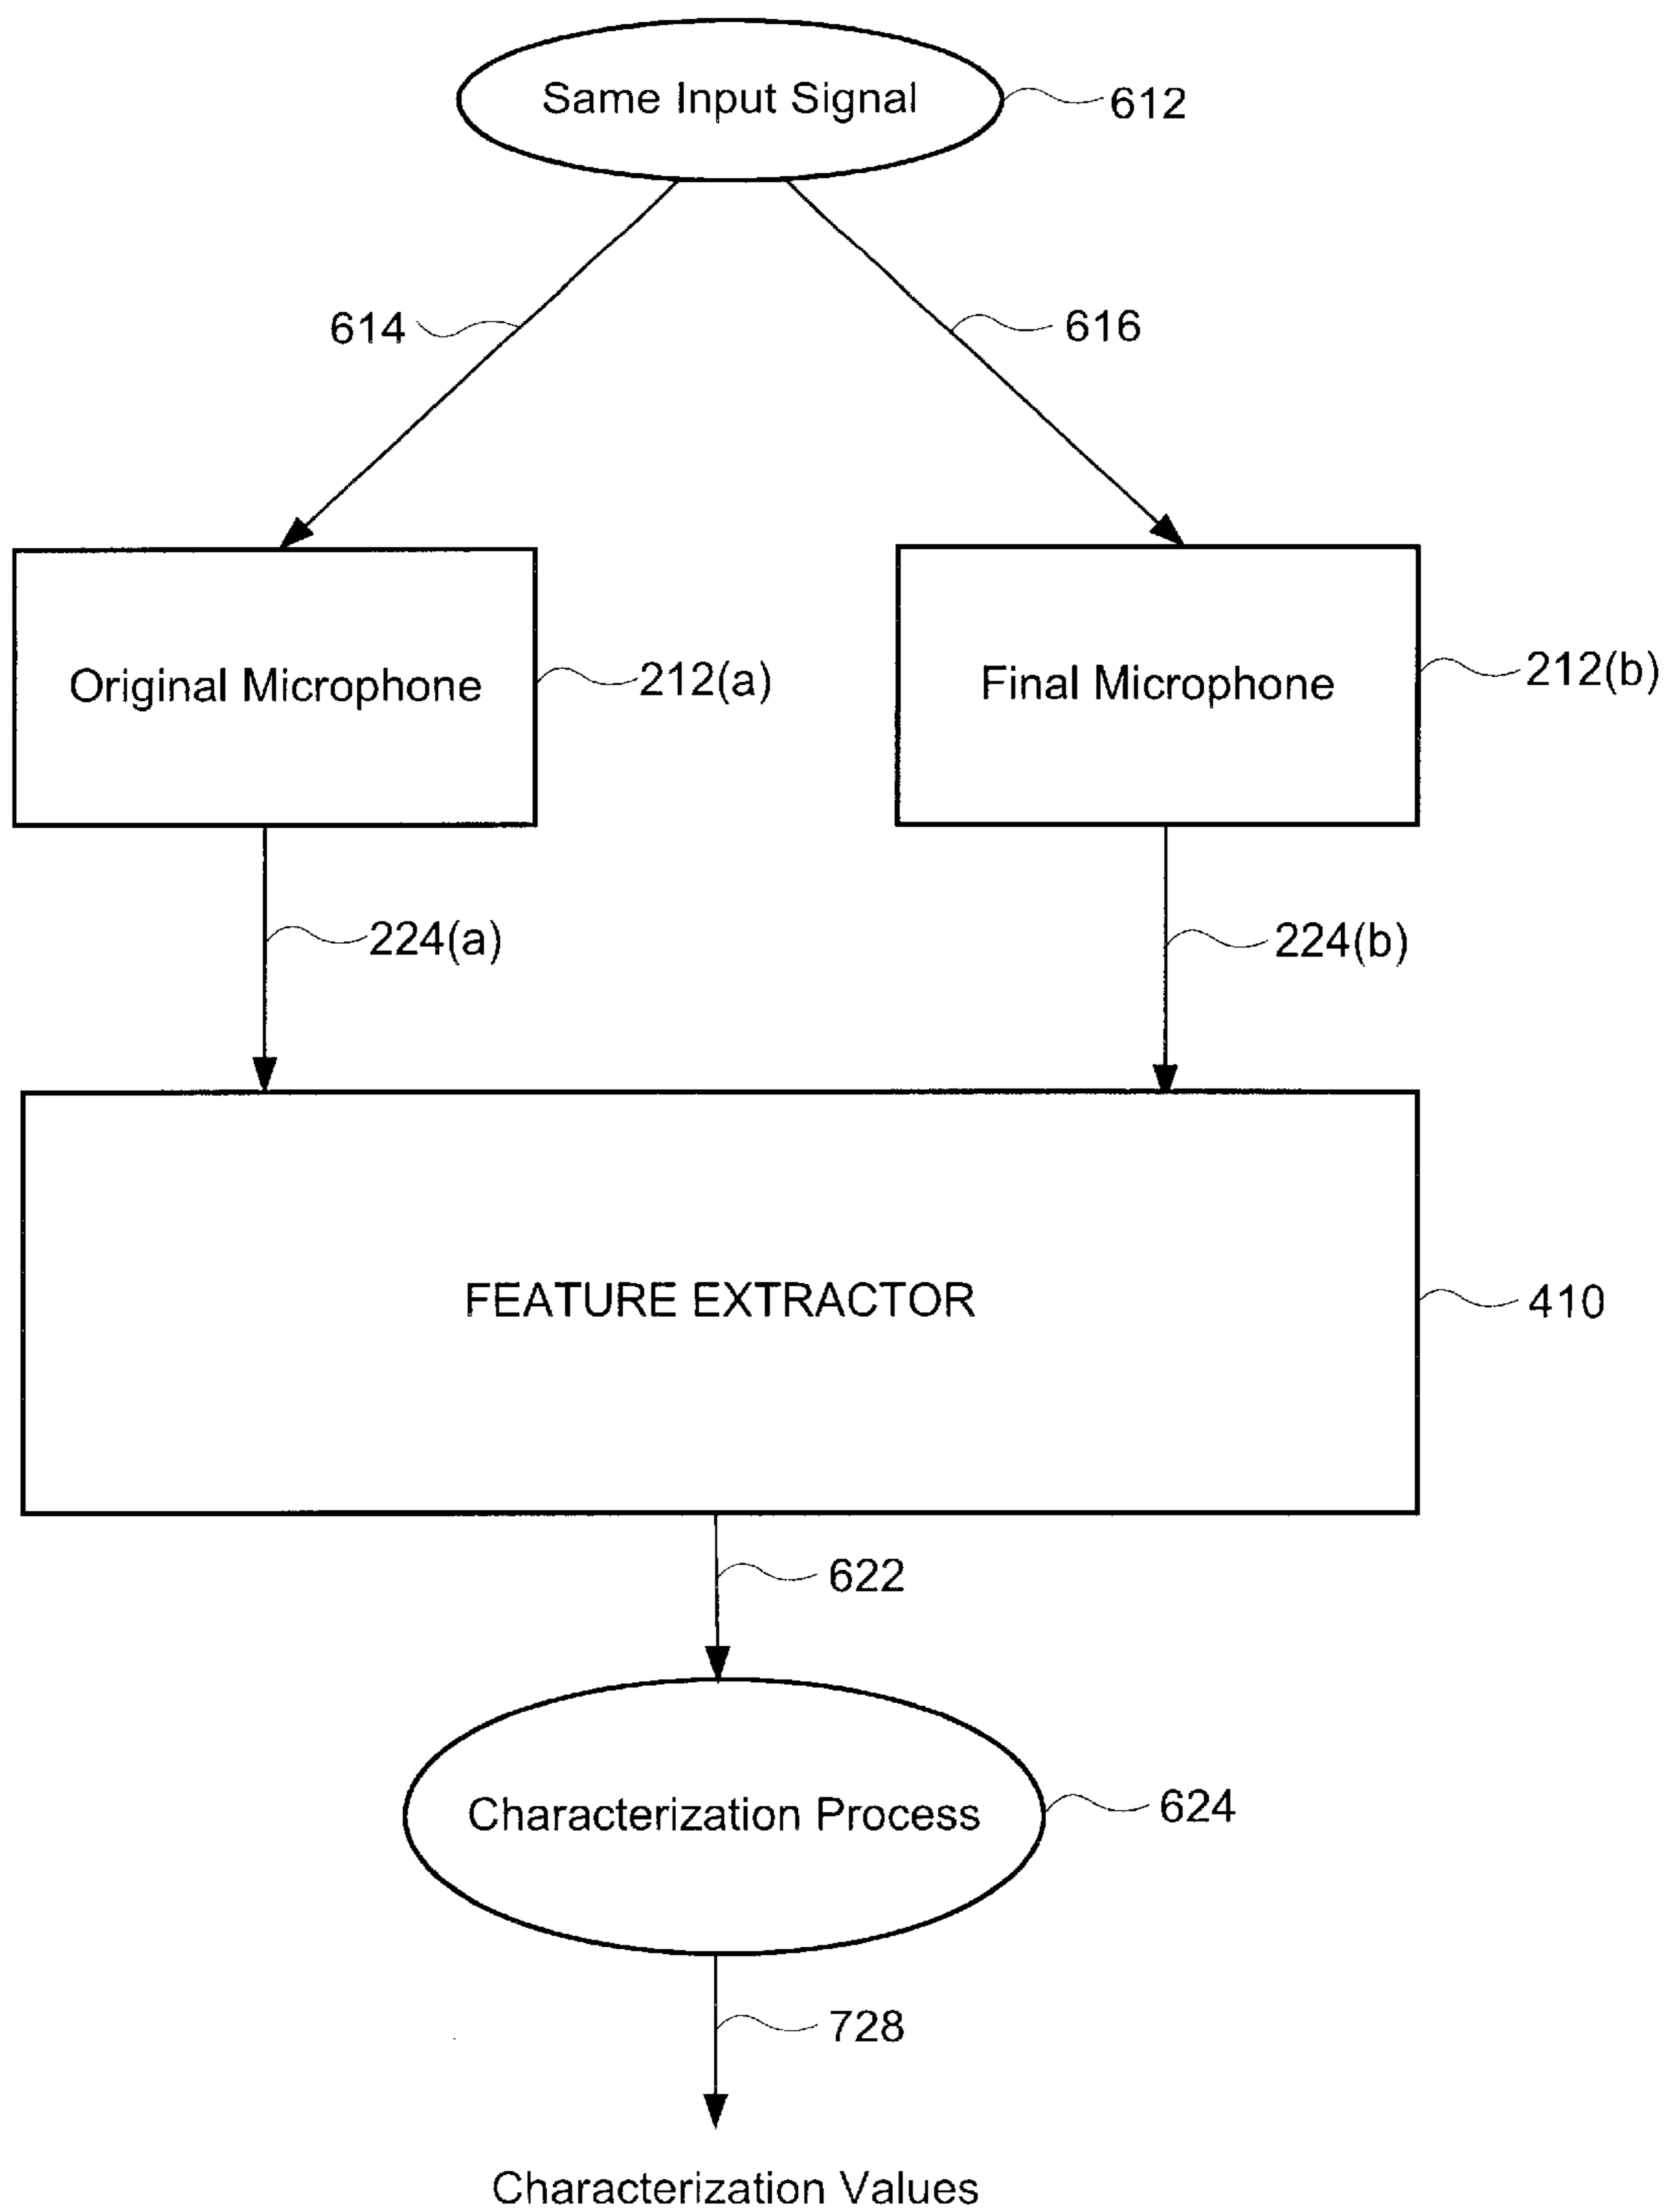 Same Input Signal
612
614
616
Original Microphone
212(a)
Final Microphone
212(b)
224(a)
224(b)
FEATURE EXTRACTOR
410
622
Characterization Process
624
728
Characterization Values